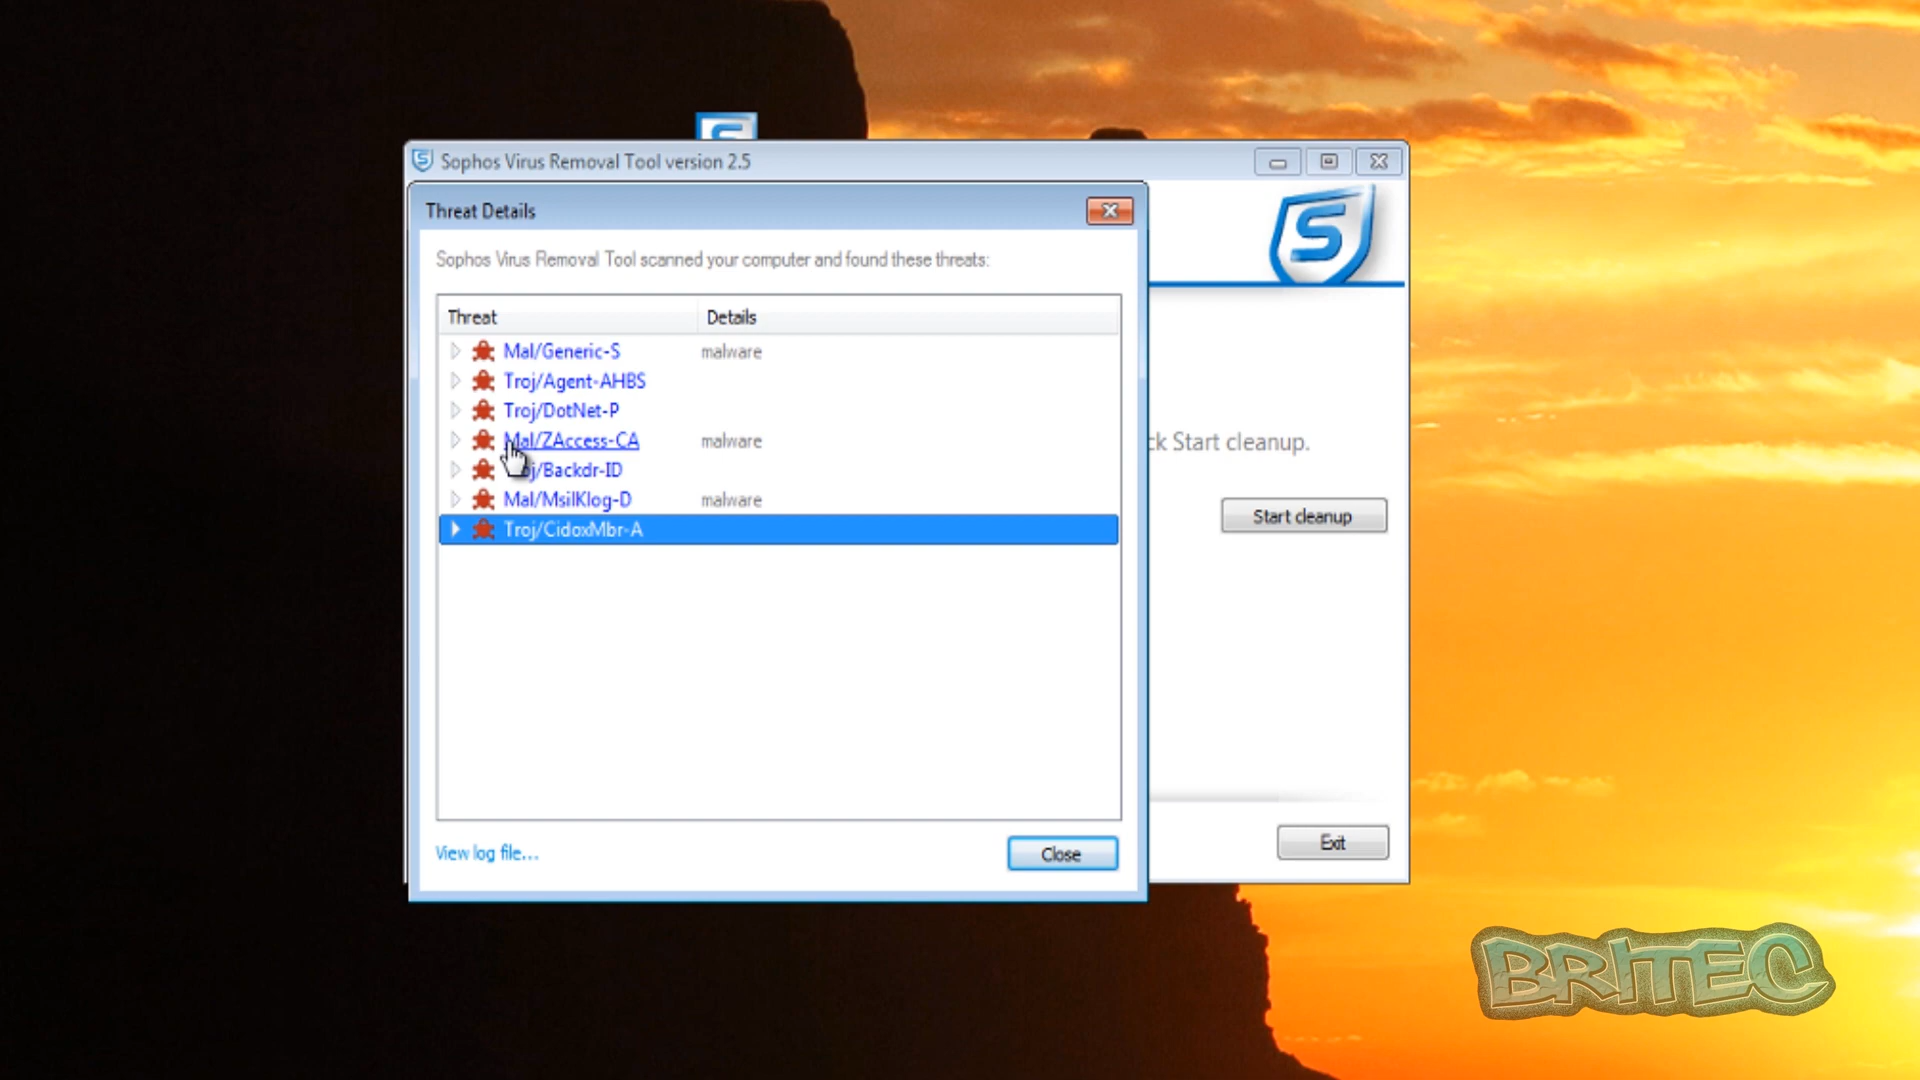 Sophos Virus Removal Tool version 2.5
Threat Details
Sophos Virus Removal Tool scanned your computer and found these threats:
Threat Details
Mal/Generic-S malware
Troj/Agent-AHBS
Troj/DotNet-P
Mal/ZAccess-CA malware
ck Start cleanup.
/Backdr-ID
Mal/MsilKlog-D malware
Start cleanup
Troj/CidoxMbr-A
View log file...
Close
Exit
BRITEC